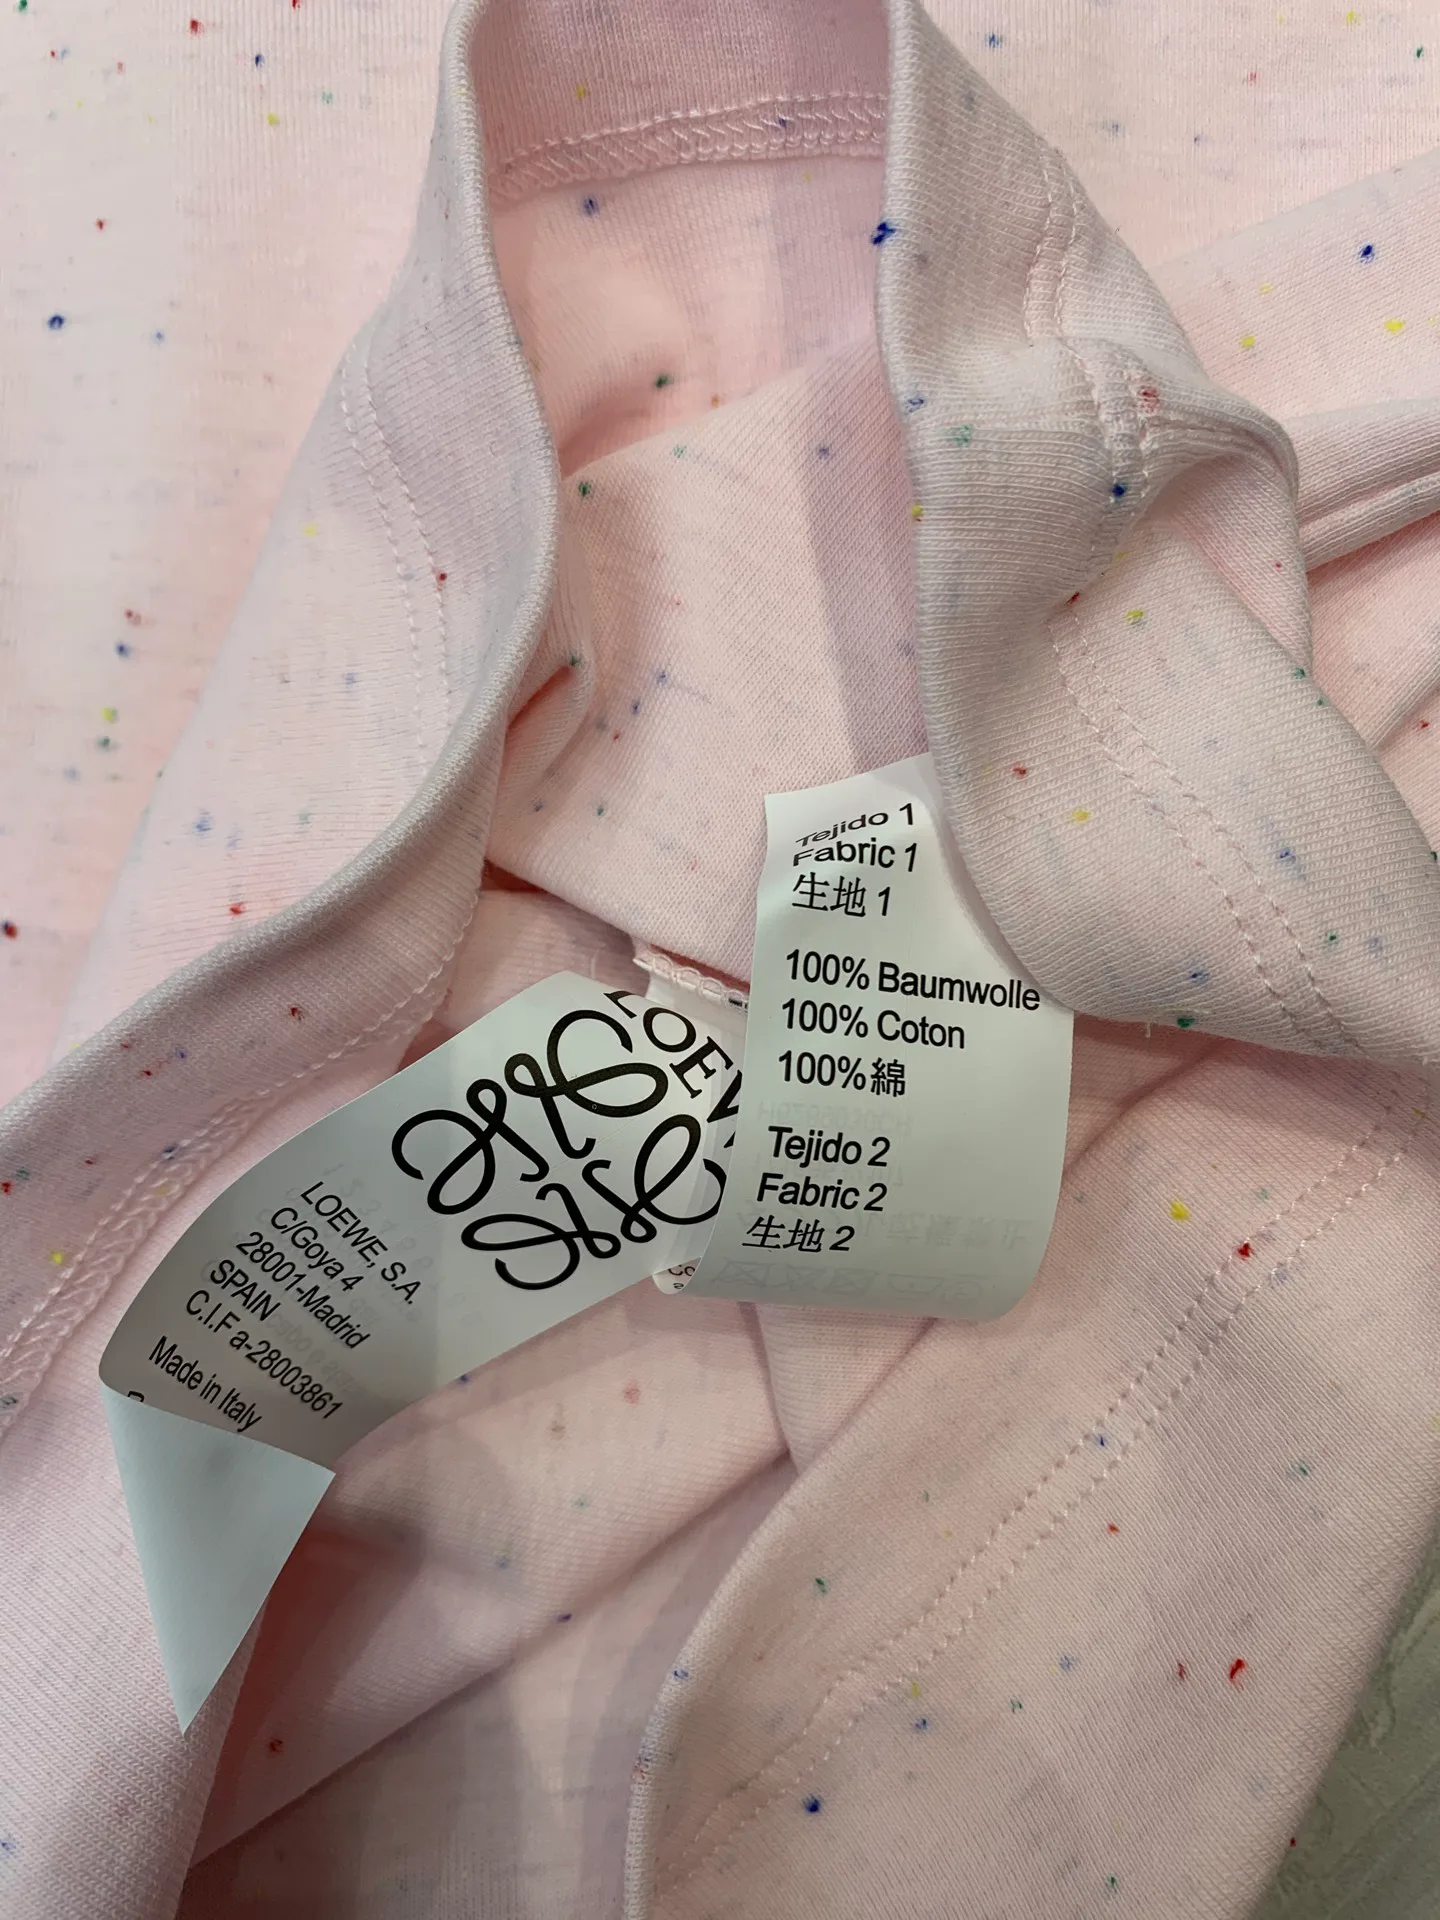 LOEWE, S.A.
C/Goya 4
28001-Madrid
SPAIN
C.I.F a-28003861
Made in Italy
Tejido 1
Fabric 1
生地 1
100% Baumwolle
100% Coton
100%綿
Tejido 2
Fabric 2
生地 2